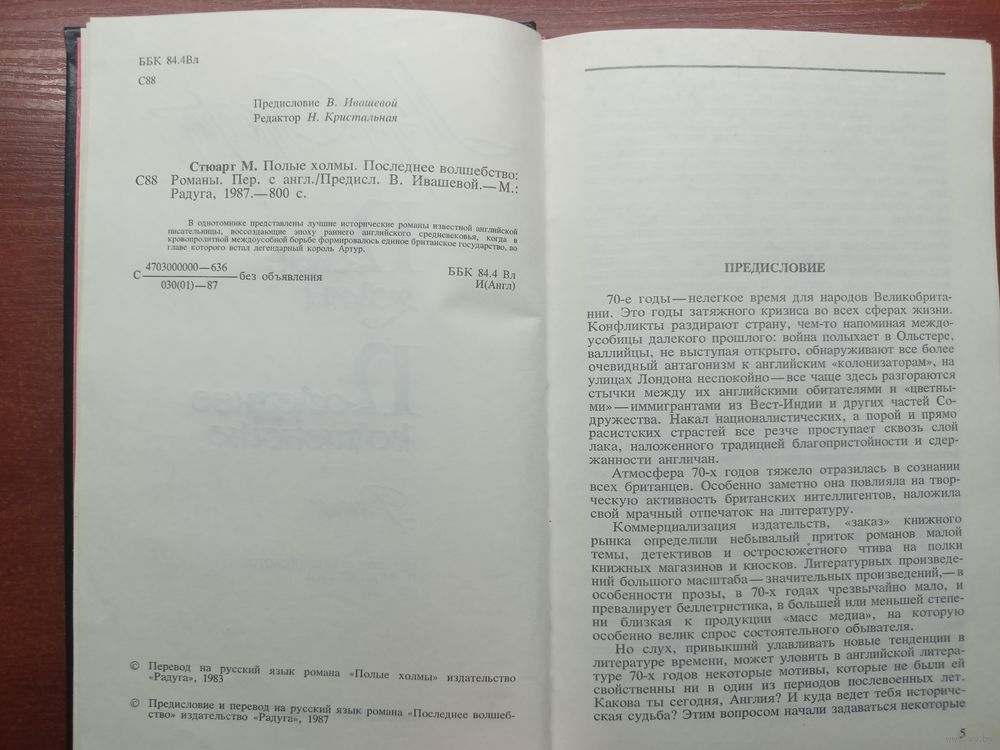 ББК 84.4Вл
С88
Предисловие В. Ивашевой
Редактор Н. Кристальная
Стюарт М. Полые холмы. Последнее волшебство:
С88 Романы. Пер. с англ./Предисл. В. Ивашевой.—М.:
Радуга, 1987.—800 с.
В однотомнике представлены лучшие исторические романы известной английской
писательницы, воссоздающие эпоху раннего английского средневековья, когда в
кровопролитной междоусобной борьбе формировалось единое британское государство, во
главе которого встал легендарный король Артур.
С 4703000000—636 без объявления
030(01)—87
ББК 84.4 Вл
И(Англ)
© Перевод на русский язык романа «Полые холмы» издательство
«Радуга», 1983
© Предисловие и перевод на русский язык романа «Последнее волшеб-
ство» издательство «Радуга», 1987
ПРЕДИСЛОВИЕ
70-е годы—нелегкое время для народов Великобрита-
нии. Это годы затяжного кризиса во всех сферах жизни.
Конфликты раздирают страну, чем-то напоминая междо-
усобицы далекого прошлого: война полыхает в Ольстере,
валлийцы, не выступая открыто, обнаруживают все более
очевидный антагонизм к английским «колонизаторам», на
улицах Лондона неспокойно—все чаще здесь разгораются
стычки между их английскими обитателями и «цветны-
ми»—иммигрантами из Вест-Индии и других частей Со-
дружества. Накал националистических, а порой и прямо
расистских страстей все резче проступает сквозь слой
лака, наложенного традицией благопристойности и сдер-
жанности англичан.
Атмосфера 70-х годов тяжело отразилась в сознании
всех британцев. Особенно заметно она повлияла на твор-
ческую активность британских интеллигентов, наложила
свой мрачный отпечаток на литературу.
Коммерциализация издательств, «заказ» книжного
рынка определили небывалый приток романов малой
темы, детективов и остросюжетного чтива на полки
книжных магазинов и киосков. Литературных произведе-
ний большого масштаба—значительных произведений,—в
особенности прозы, в 70-х годах чрезвычайно мало, и
превалирует беллетристика, в большей или меньшей степе-
ни близкая к продукции «масс медиа», на которую
особенно велик спрос состоятельного обывателя.
Но слух, привыкший улавливать новые тенденции в
литературе времени, может уловить в английской литера-
туре 70-х годов некоторые мотивы, которые не были ей
свойственны ни в один из периодов послевоенных лет.
Какова ты сегодня, Англия? И куда ведет тебя историче-
ская судьба? Этим вопросом начали задаваться некоторые
5